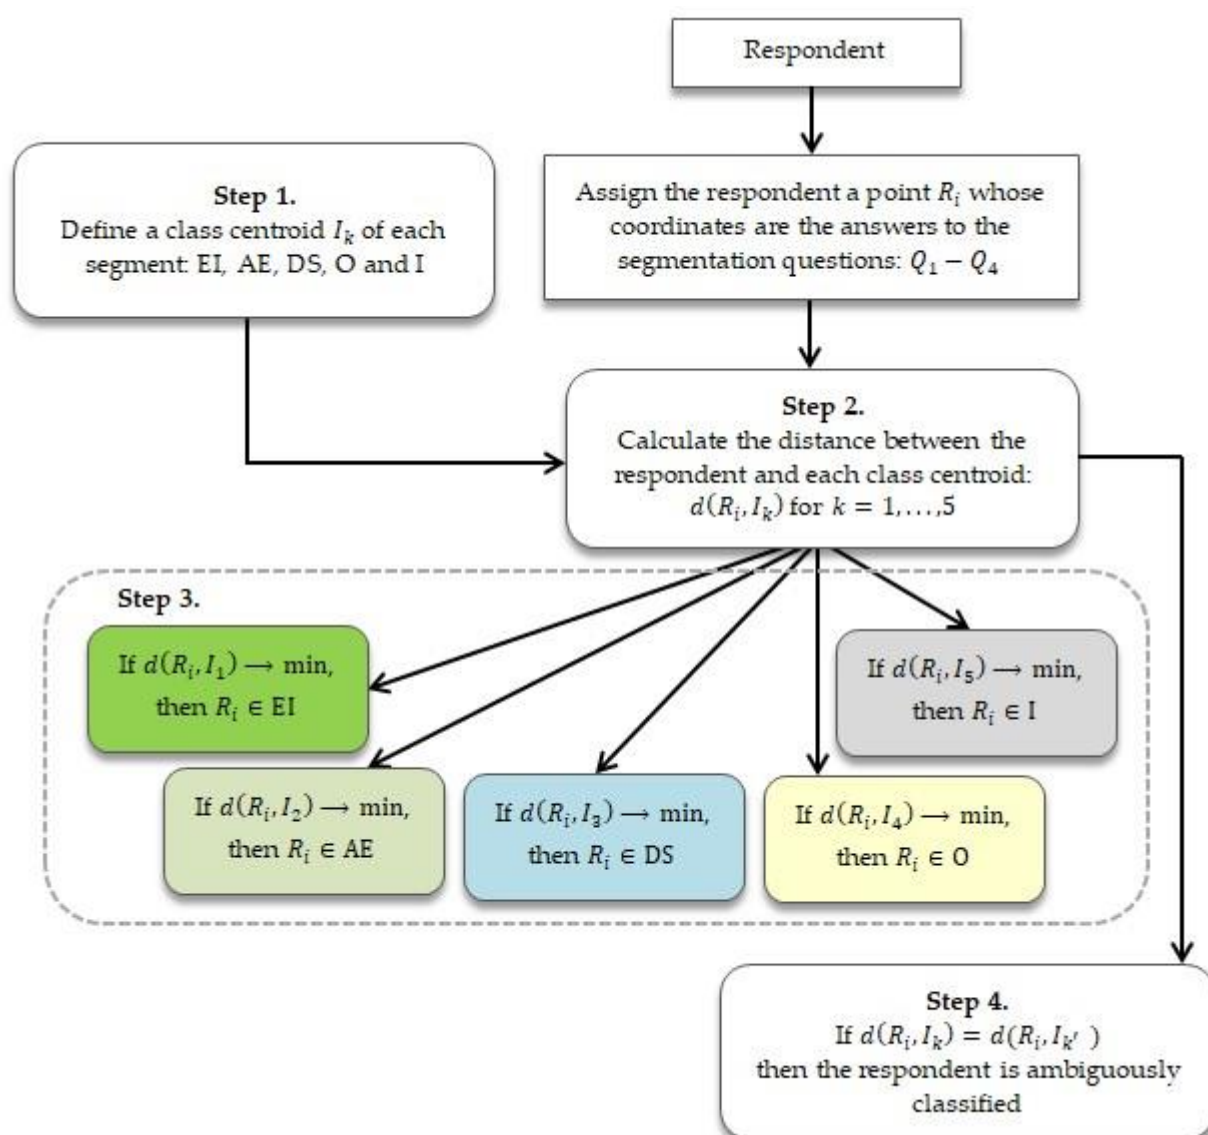 Respondent
Assign the respondent a point R_i whose
coordinates are the answers to the
segmentation questions: Q_1 − Q_4
Step 1.
Define a class centroid I_k of each
segment: EI, AE, DS, O and I
Step 2.
Calculate the distance between the
respondent and each class centroid:
d(R_i, I_k) for k = 1,…,5
Step 3.
If d(R_i, I_1) → min,
then R_i ∈ EI
If d(R_i, I_5) → min,
then R_i ∈ I
If d(R_i, I_2) → min,
then R_i ∈ AE
If d(R_i, I_3) → min,
then R_i ∈ DS
If d(R_i, I_4) → min,
then R_i ∈ O
Step 4.
If d(R_i, I_k) = d(R_i, I_k′ )
then the respondent is ambiguously
classified